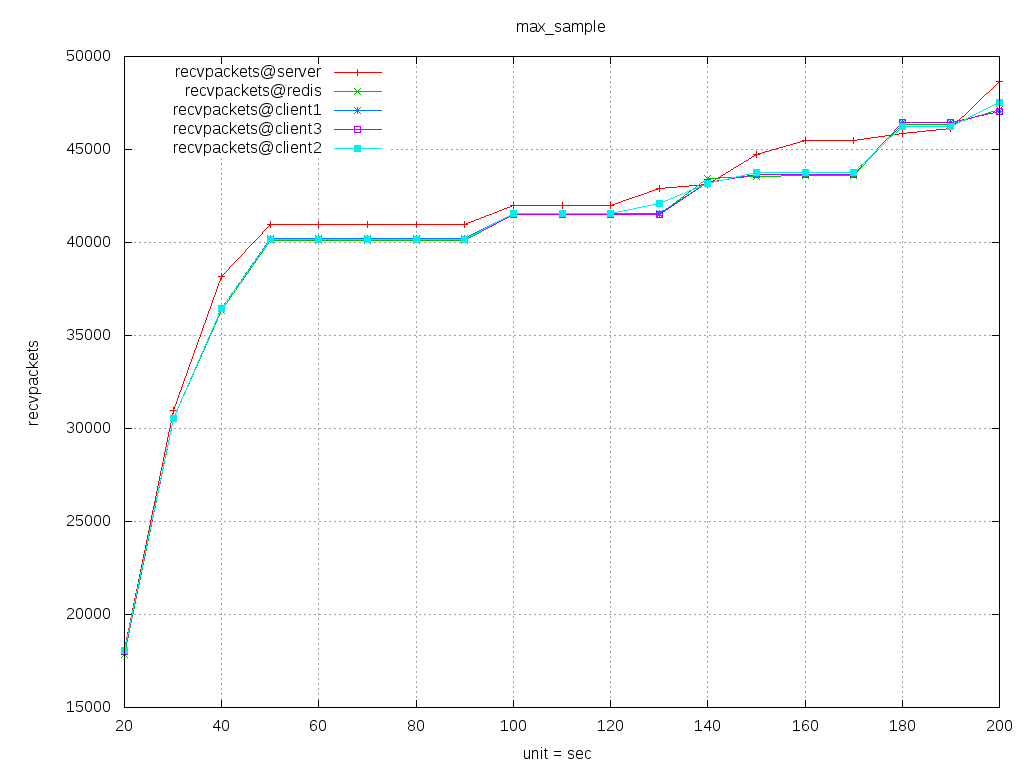 max_sample
50000
45000
40000
35000
30000
25000
20000
15000
recvpackets
recvpackets@server
recvpackets@redis
recvpackets@client1
recvpackets@client3
recvpackets@client2
20 40 60 80 100 120 140 160 180 200
unit = sec